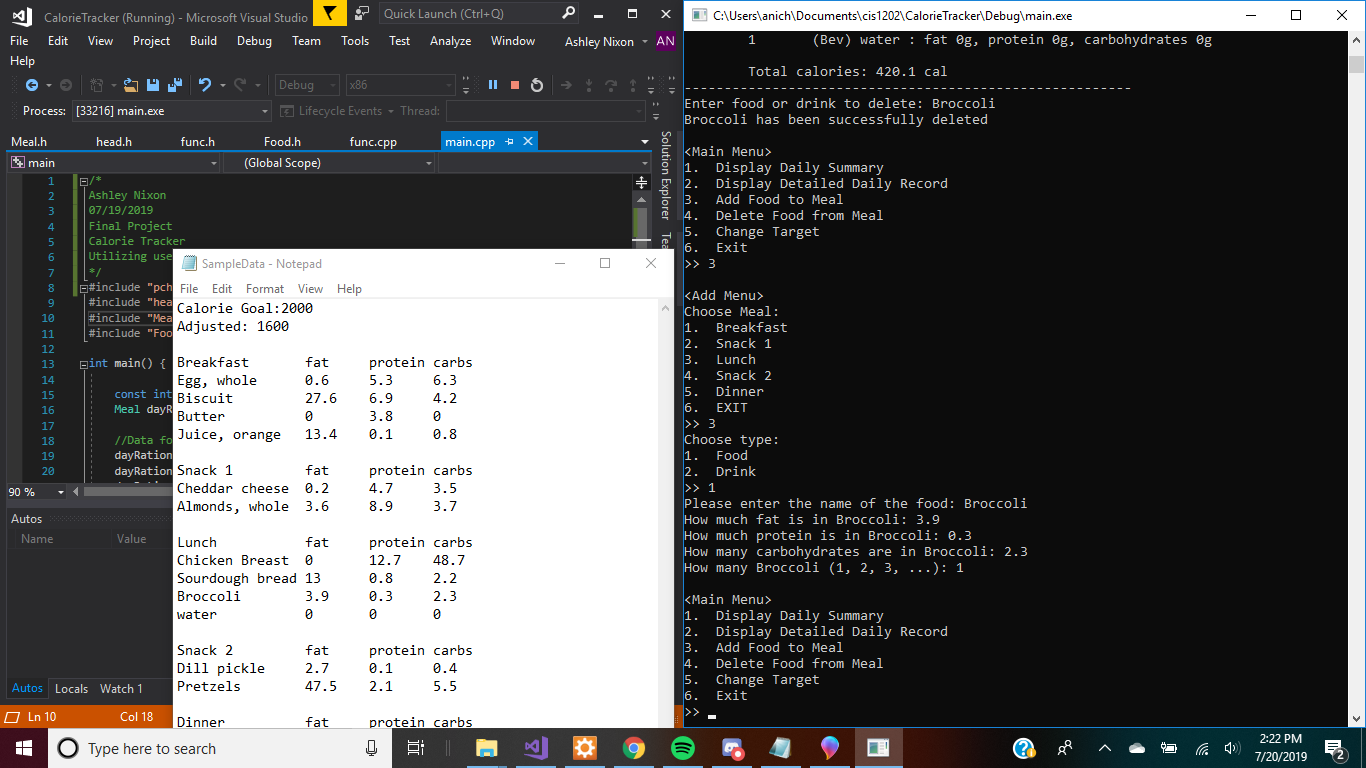 CalorieTracker (Running) - Microsoft Visual Studio
Quick Launch (Ctrl+Q)
File Edit View Project Build Debug Team Tools Test Analyze Window Ashley Nixon AN
Help
Debug x86
Process: [33216] main.exe Lifecycle Events Thread:
Meal.h head.h func.h Food.h func.cpp main.cpp
main (Global Scope)
Solution Explorer
Tea
1 /*
2 Ashley Nixon
3 07/19/2019
4 Final Project
5 Calorie Tracker
6 Utilizing use
7 */
8 #include "pch
9 #include "hea
10 #include "Mea
11 #include "Foo
12
13 int main() {
14
15 const int
16 Meal dayR
17
18 //Data fo
19 dayRation
20 dayRation
90 %
Autos
Name Value
Autos Locals Watch 1
Ln 10 Col 18
SampleData - Notepad
File Edit Format View Help
Calorie Goal:2000
Adjusted: 1600
Breakfast fat protein carbs
Egg, whole 0.6 5.3 6.3
Biscuit 27.6 6.9 4.2
Butter 0 3.8 0
Juice, orange 13.4 0.1 0.8
Snack 1 fat protein carbs
Cheddar cheese 0.2 4.7 3.5
Almonds, whole 3.6 8.9 3.7
Lunch fat protein carbs
Chicken Breast 0 12.7 48.7
Sourdough bread 13 0.8 2.2
Broccoli 3.9 0.3 2.3
water 0 0 0
Snack 2 fat protein carbs
Dill pickle 2.7 0.1 0.4
Pretzels 47.5 2.1 5.5
Dinner fat protein carbs
C:\Users\anich\Documents\cis1202\CalorieTracker\Debug\main.exe
1 (Bev) water : fat 0g, protein 0g, carbohydrates 0g
Total calories: 420.1 cal
--------------------------------------------------------
Enter food or drink to delete: Broccoli
Broccoli has been successfully deleted
<Main Menu>
1. Display Daily Summary
2. Display Detailed Daily Record
3. Add Food to Meal
4. Delete Food from Meal
5. Change Target
6. Exit
>> 3
<Add Menu>
Choose Meal:
1. Breakfast
2. Snack 1
3. Lunch
4. Snack 2
5. Dinner
6. EXIT
>> 3
Choose type:
1. Food
2. Drink
>> 1
Please enter the name of the food: Broccoli
How much fat is in Broccoli: 3.9
How much protein is in Broccoli: 0.3
How many carbohydrates are in Broccoli: 2.3
How many Broccoli (1, 2, 3, ...): 1
<Main Menu>
1. Display Daily Summary
2. Display Detailed Daily Record
3. Add Food to Meal
4. Delete Food from Meal
5. Change Target
6. Exit
>>
Type here to search
2:22 PM
7/20/2019
2